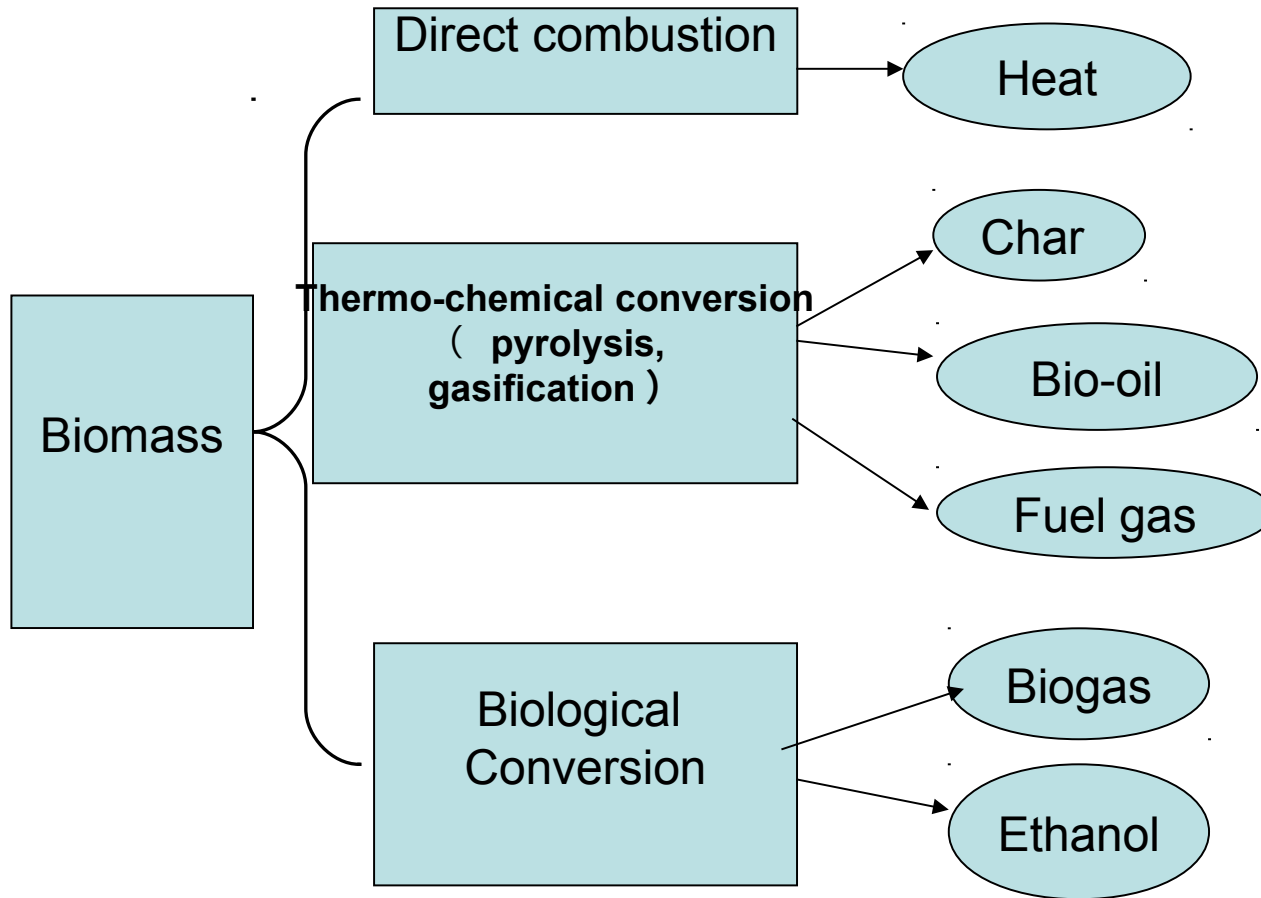 Direct combustion
Heat
Char
Thermo-chemical conversion
（ pyrolysis,
gasification ）
Bio-oil
Biomass
Fuel gas
Biological
Conversion
Biogas
Ethanol